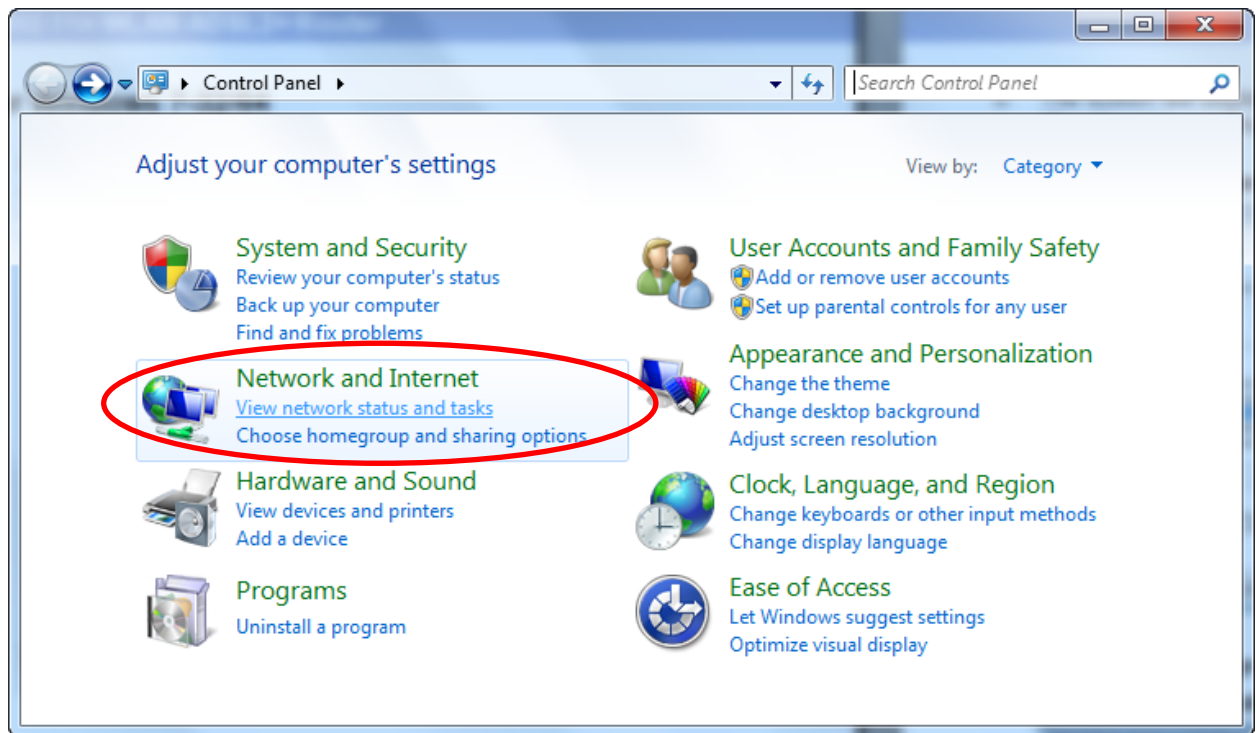 Control Panel
Search Control Panel
Adjust your computer's settings
View by: Category
System and Security
Review your computer's status
Back up your computer
Find and fix problems
Network and Internet
View network status and tasks
Choose homegroup and sharing options
Hardware and Sound
View devices and printers
Add a device
Programs
Uninstall a program
User Accounts and Family Safety
Add or remove user accounts
Set up parental controls for any user
Appearance and Personalization
Change the theme
Change desktop background
Adjust screen resolution
Clock, Language, and Region
Change keyboards or other input methods
Change display language
Ease of Access
Let Windows suggest settings
Optimize visual display